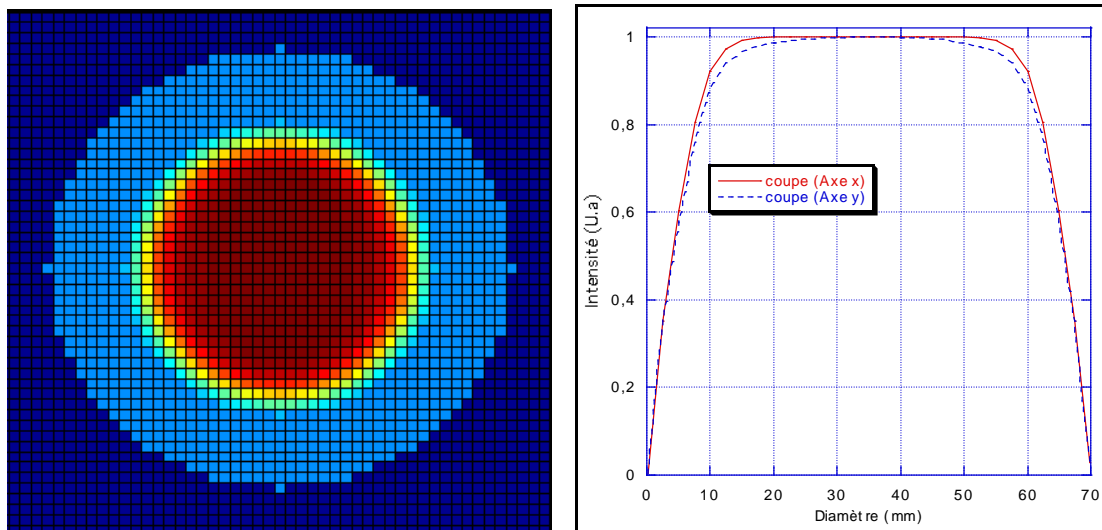 1
0,8
0,6
0,4
0,2
0
Intensité (U.a)
coupe (Axe x)
coupe (Axe y)
0 10 20 30 40 50 60 70
Diamèt re (mm)